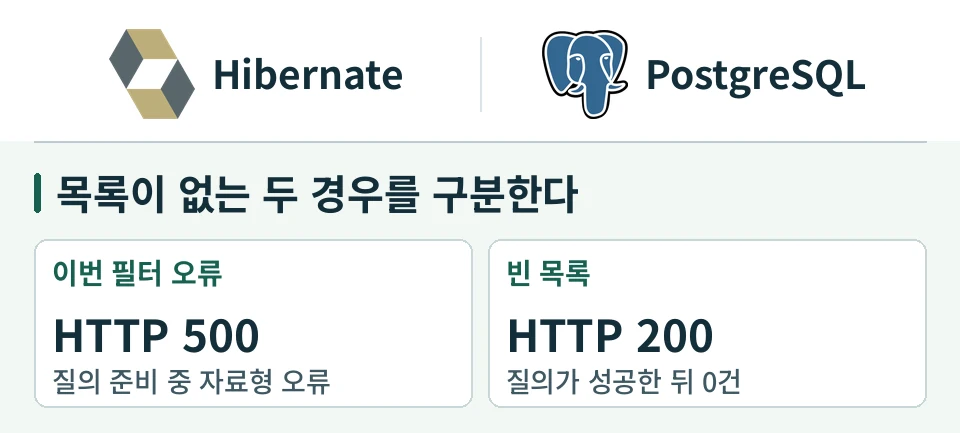 Hibernate
PostgreSQL
목록이 없는 두 경우를 구분한다
이번 필터 오류
HTTP 500
질의 준비 중 자료형 오류
빈 목록
HTTP 200
질의가 성공한 뒤 0건